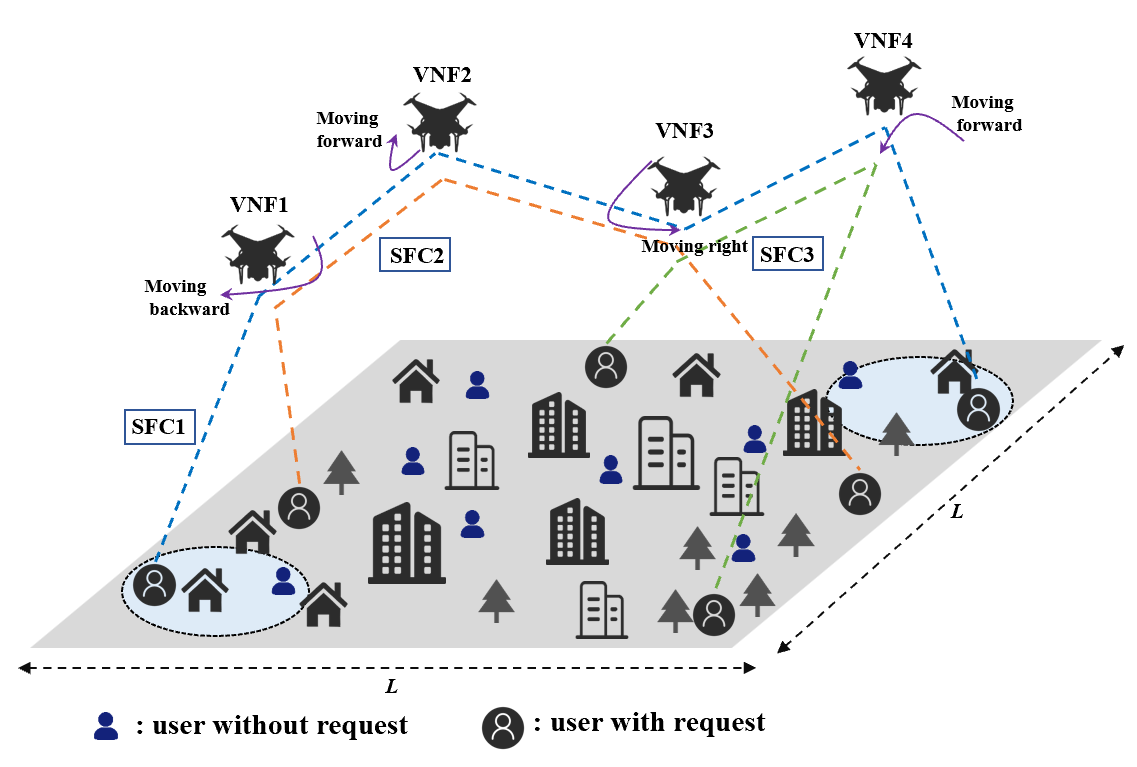 VNF4
VNF2
Moving
forward
VNF3
Moving
forward
VNF1
SFC2
Moving right
SFC3
Moving
backward
SFC1
L
L
: user without request
: user with request